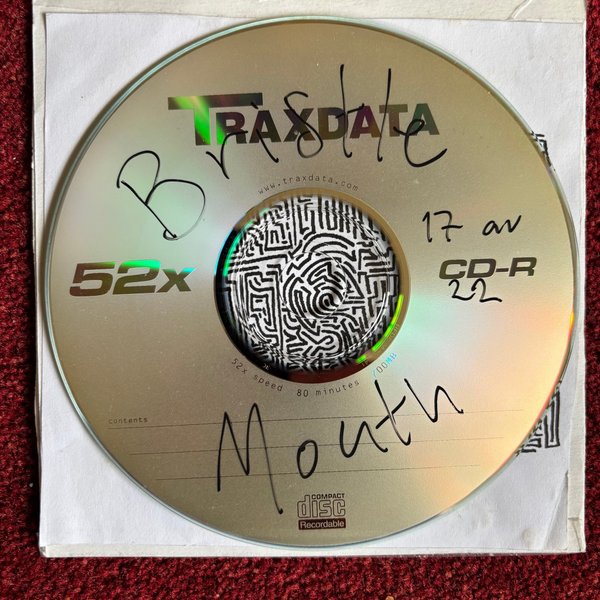 TRAXDATA
Bristle
www.traxdata.com
17 av
52x
CD-R
22
52x speed 80 minutes 700MB
contents
Mouth
COMPACT
disc
Recordable